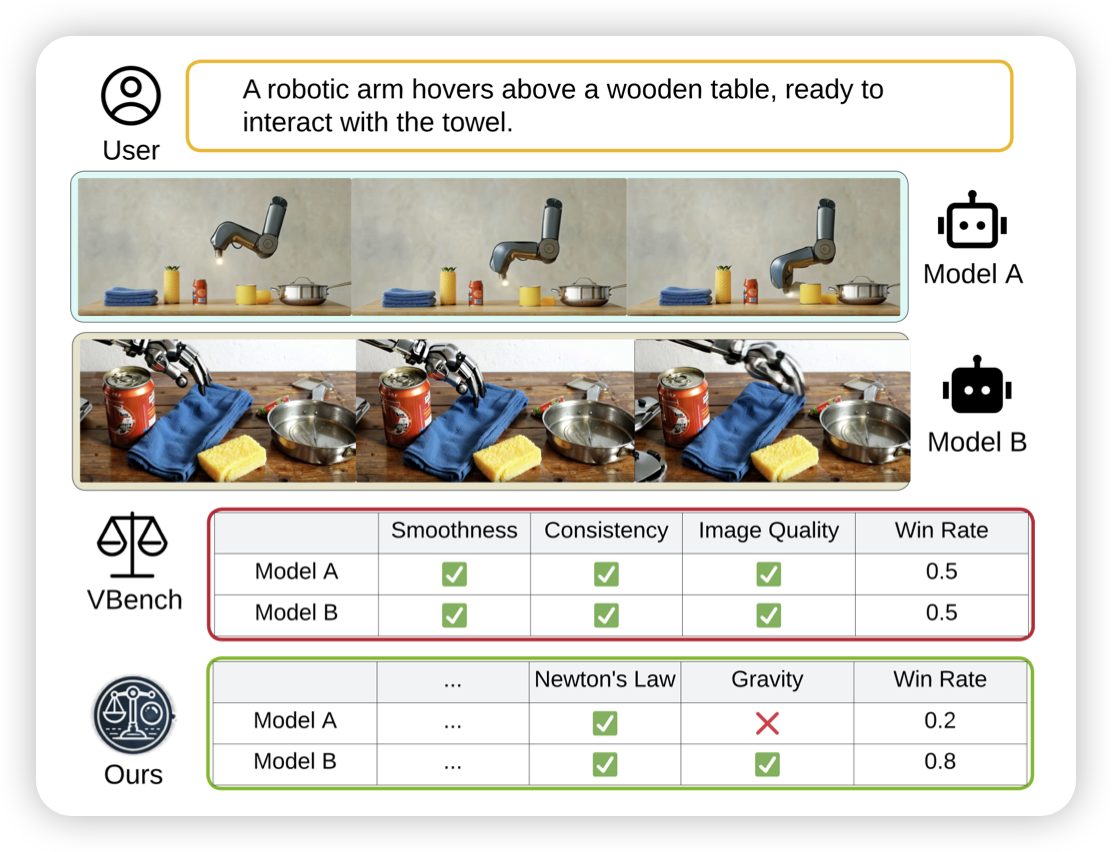 A robotic arm hovers above a wooden table, ready to
interact with the towel.
User
Model A
Model B
Smoothness Consistency Image Quality Win Rate
Model A 0.5
Model B 0.5
VBench
... Newton's Law Gravity Win Rate
Model A ... 0.2
Model B ... 0.8
Ours